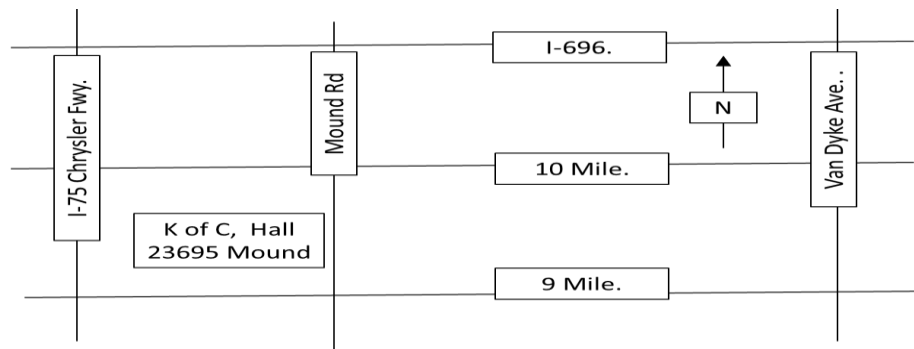 I-696.
I-75 Chrysler Fwy.
Mound Rd
N
Van Dyke Ave. .
10 Mile.
K of C, Hall
23695 Mound
9 Mile.